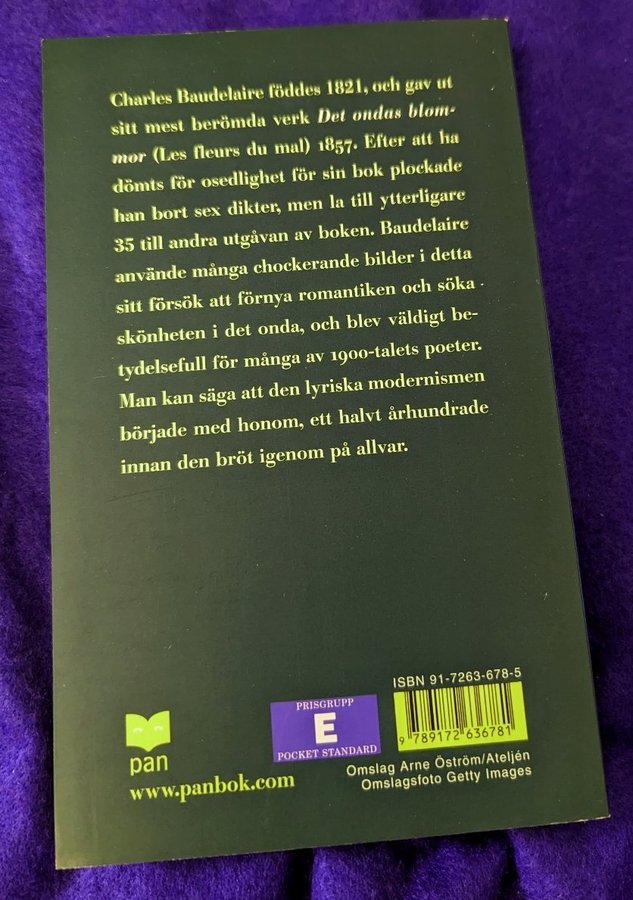 Charles Baudelaire föddes 1821, och gav ut
sitt mest berömda verk Det ondas blom-
mor (Les fleurs du mal) 1857. Efter att ha
dömts för osedlighet för sin bok plockade
han bort sex dikter, men la till ytterligare
35 till andra utgåvan av boken. Baudelaire
använde många chockerande bilder i detta
sitt försök att förnya romantiken och söka
skönheten i det onda, och blev väldigt be-
tydelsefull för många av 1900-talets poeter.
Man kan säga att den lyriska modernismen
började med honom, ett halvt århundrade
innan den bröt igenom på allvar.
pan
www.panbok.com
PRISGRUPP
E
POCKET STANDARD
ISBN 91-7263-678-5
9 789172 636781
Omslag Arne Öström/Ateljén
Omslagsfoto Getty Images